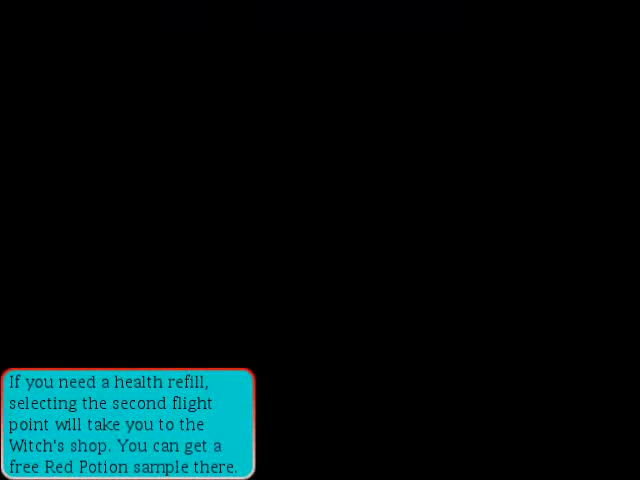 If you need a health refill,
selecting the second flight
point will take you to the
Witch's shop. You can get a
free Red Potion sample there.